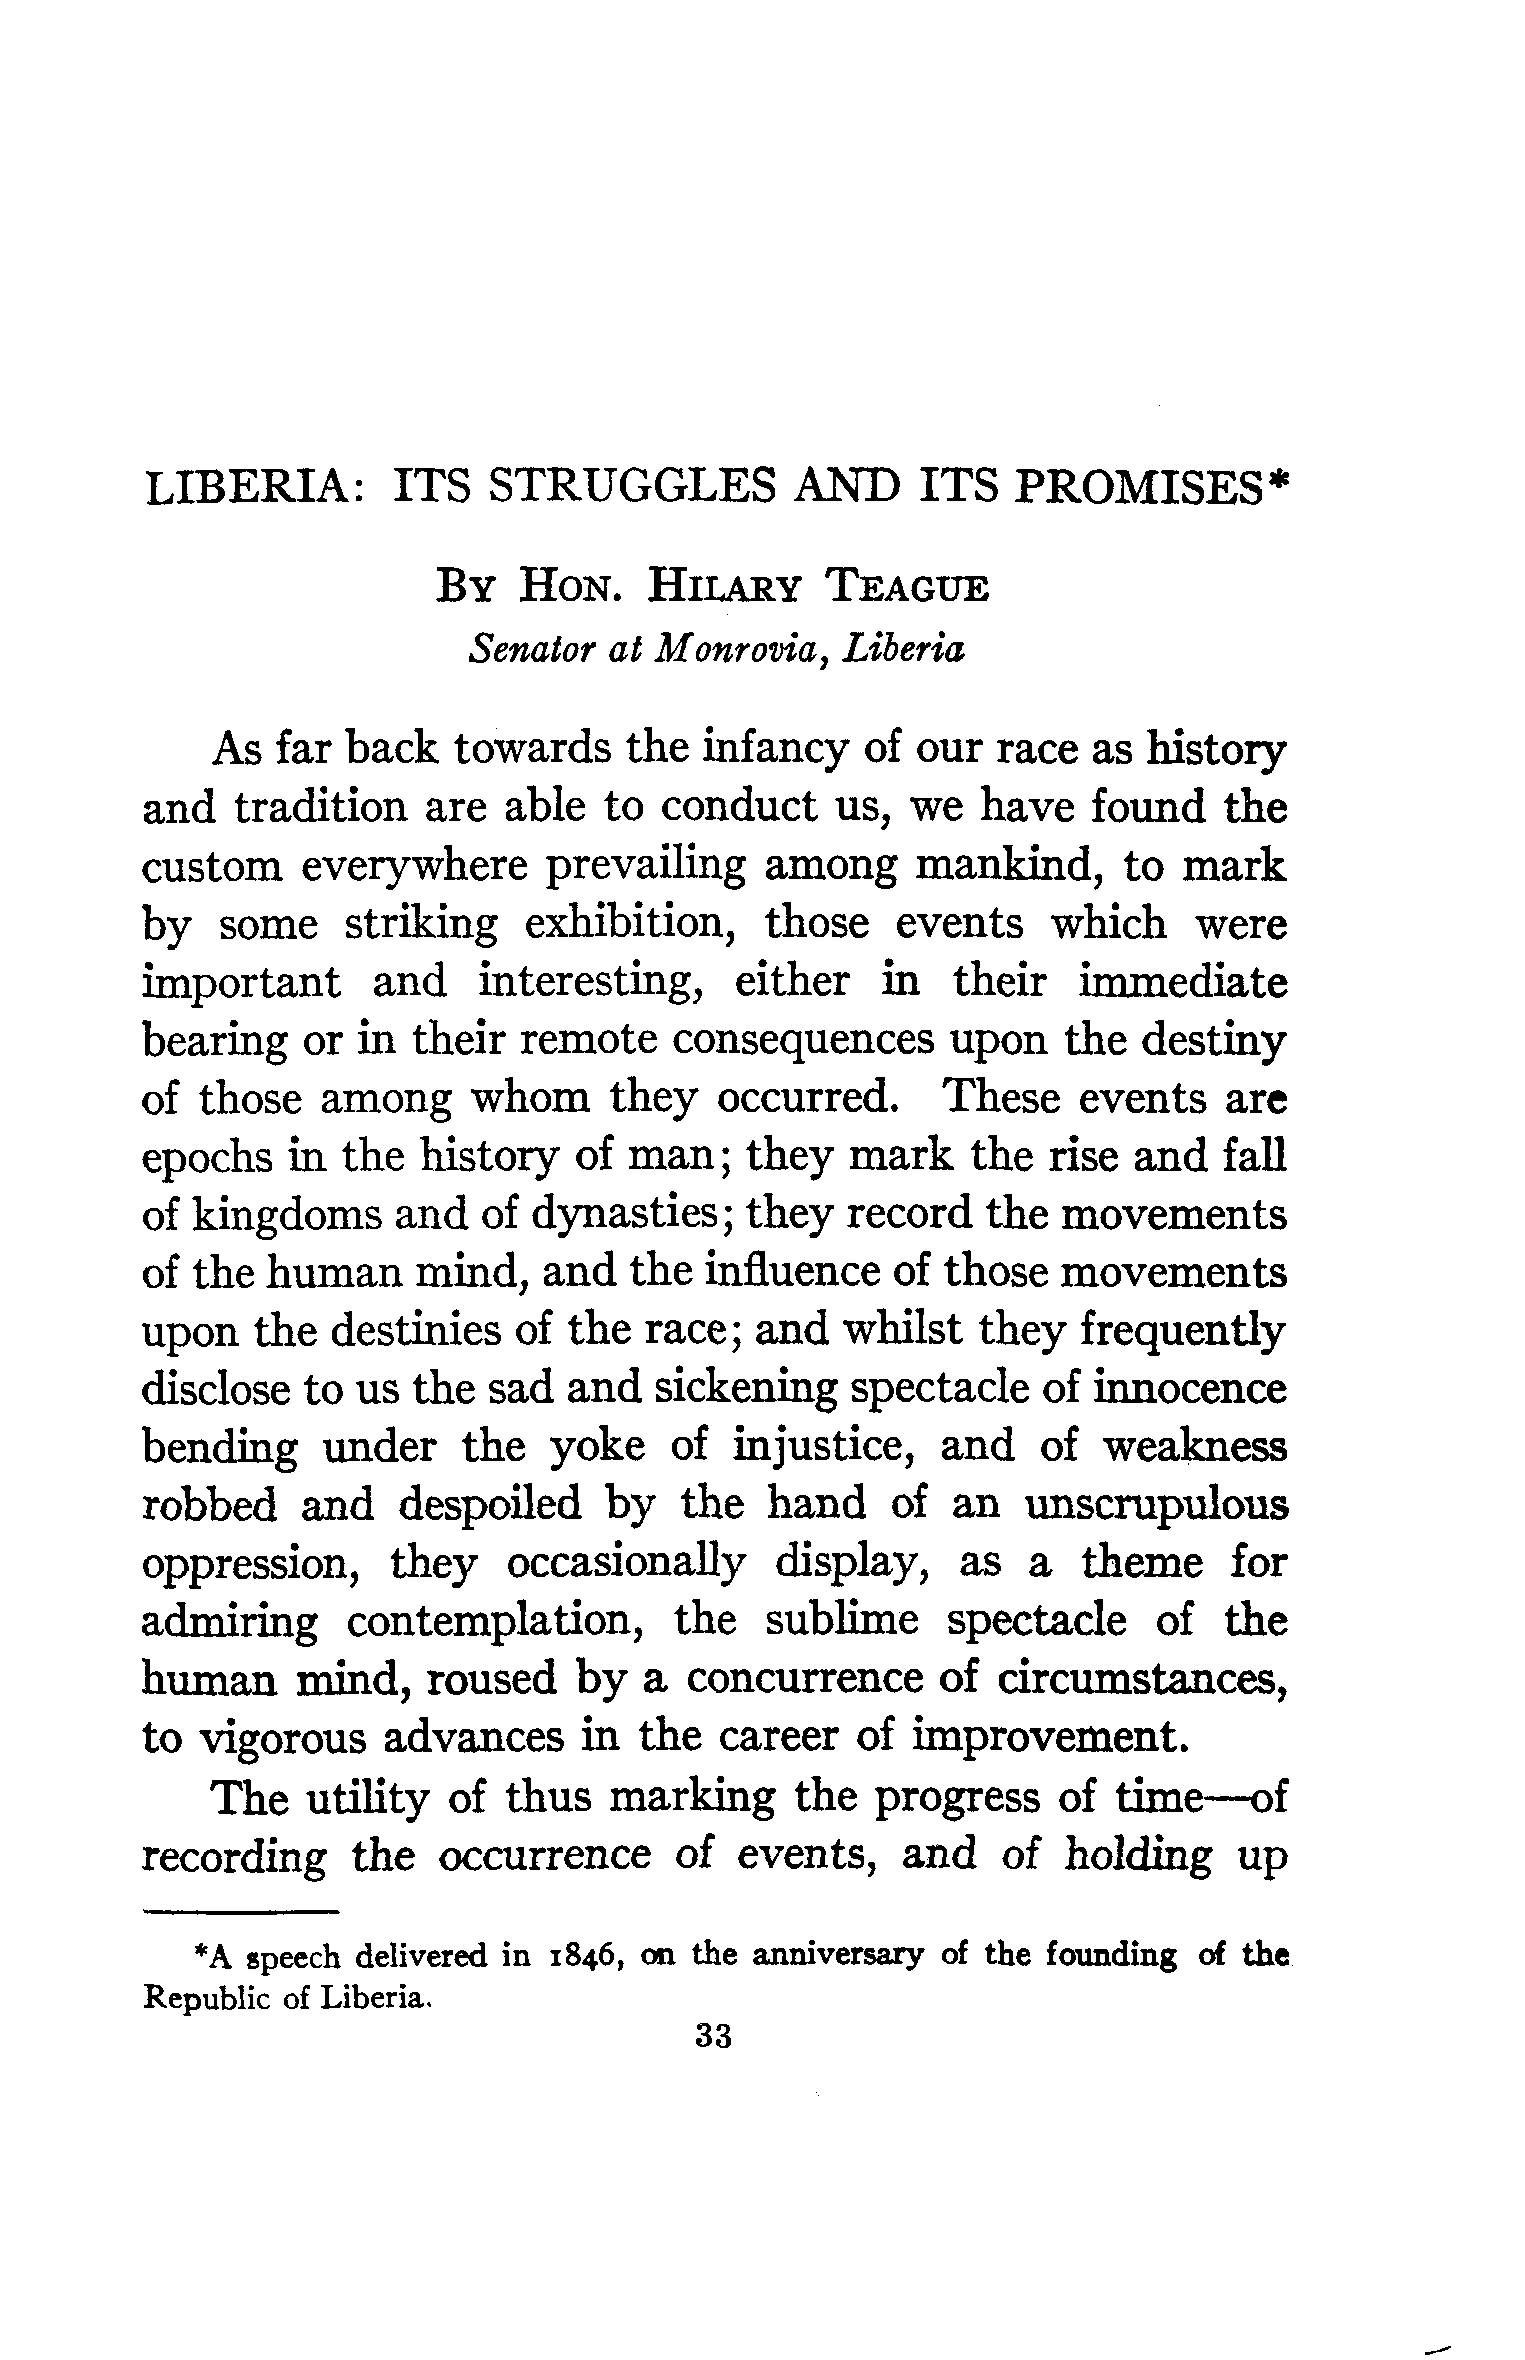 LIBERIA: ITS STRUGGLES AND ITS PROMISES*
By Hon. Hilary Teague
Senator at Monrovia, Liberia
As far back towards the infancy of our race as history
and tradition are able to conduct us, we have found the
custom everywhere prevailing among mankind, to mark
by some striking exhibition, those events which were
important and interesting, either in their immediate
bearing or in their remote consequences upon the destiny
of those among whom they occurred. These events are
epochs in the history of man; they mark the rise and fall
of kingdoms and of dynasties; they record the movements
of the human mind, and the influence of those movements
upon the destinies of the race; and whilst they frequently
disclose to us the sad and sickening spectacle of innocence
bending under the yoke of injustice, and of weakness
robbed and despoiled by the hand of an unscrupulous
oppression, they occasionally display, as a theme for
admiring contemplation, the sublime spectacle of the
human mind, roused by a concurrence of circumstances,
to vigorous advances in the career of improvement.
The utility of thus marking the progress of time—of
recording the occurrence of events, and of holding up
*A speech delivered in 1846, on the anniversary of the founding of the
Republic of Liberia.
33